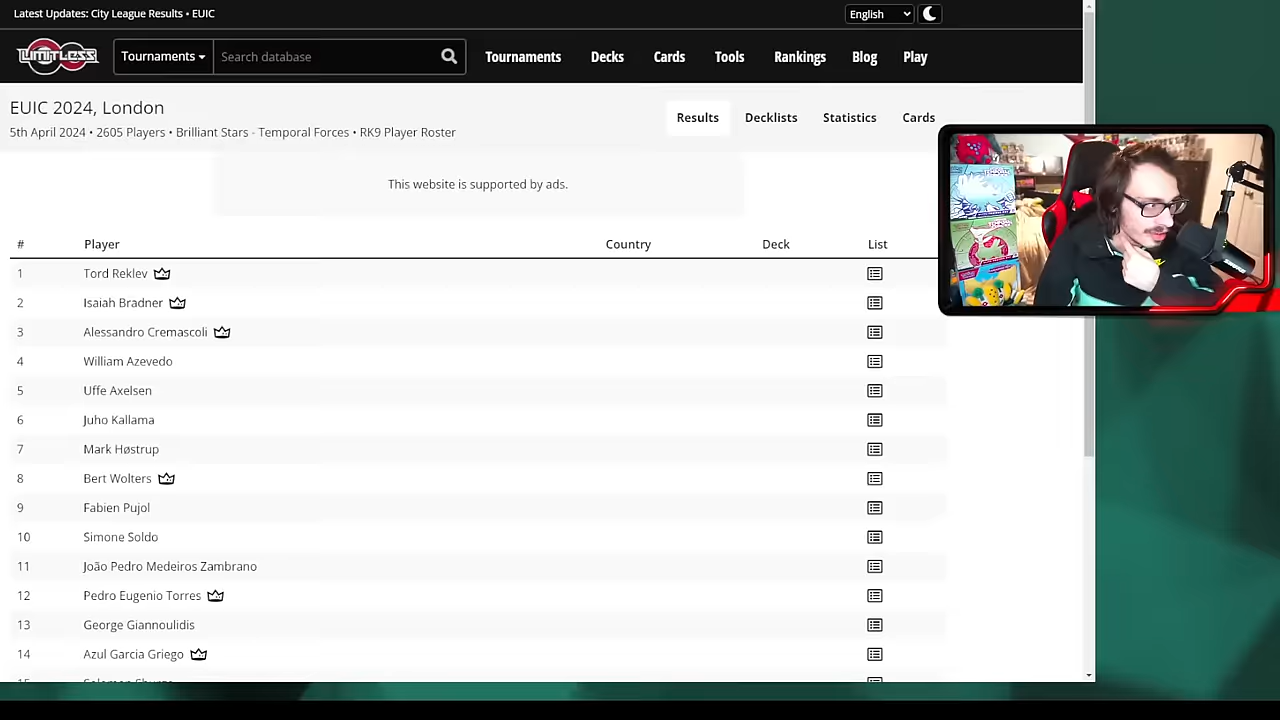 Latest Updates: City League Results • EUIC
English
LIMITLESS
Tournaments
Search database
Tournaments
Decks
Cards
Tools
Rankings
Blog
Play
EUIC 2024, London
5th April 2024 • 2605 Players • Brilliant Stars - Temporal Forces • RK9 Player Roster
Results
Decklists
Statistics
Cards
This website is supported by ads.
# Player Country Deck List
1 Tord Reklev
2 Isaiah Bradner
3 Alessandro Cremascoli
4 William Azevedo
5 Uffe Axelsen
6 Juho Kallama
7 Mark Høstrup
8 Bert Wolters
9 Fabien Pujol
10 Simone Soldo
11 João Pedro Medeiros Zambrano
12 Pedro Eugenio Torres
13 George Giannoulidis
14 Azul Garcia Griego